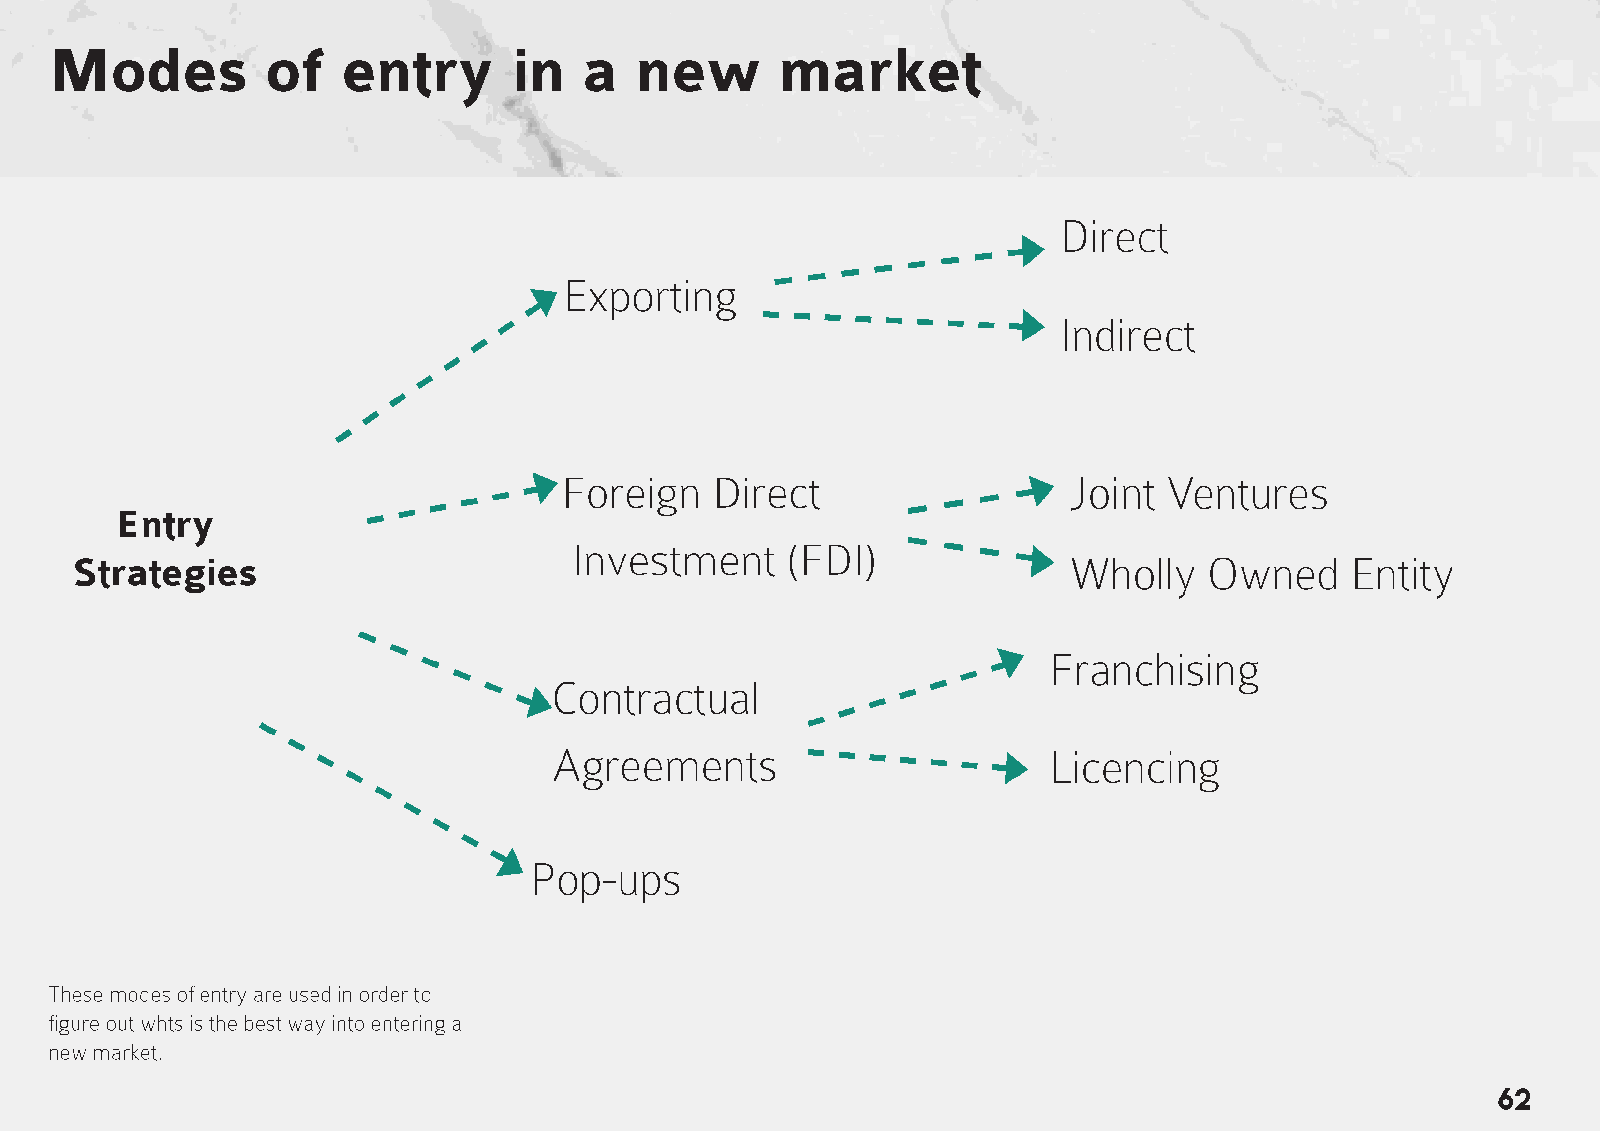 Modes of entry in a new market
Direct
Exporting
Indirect
Foreign Direct
Investment (FDI)
Joint Ventures
Wholly Owned Entity
Entry
Strategies
Franchising
Contractual
Agreements
Licencing
Pop-ups
These moces of entry are used in order tc
figure out whts is the best way into entering a
new market.
62